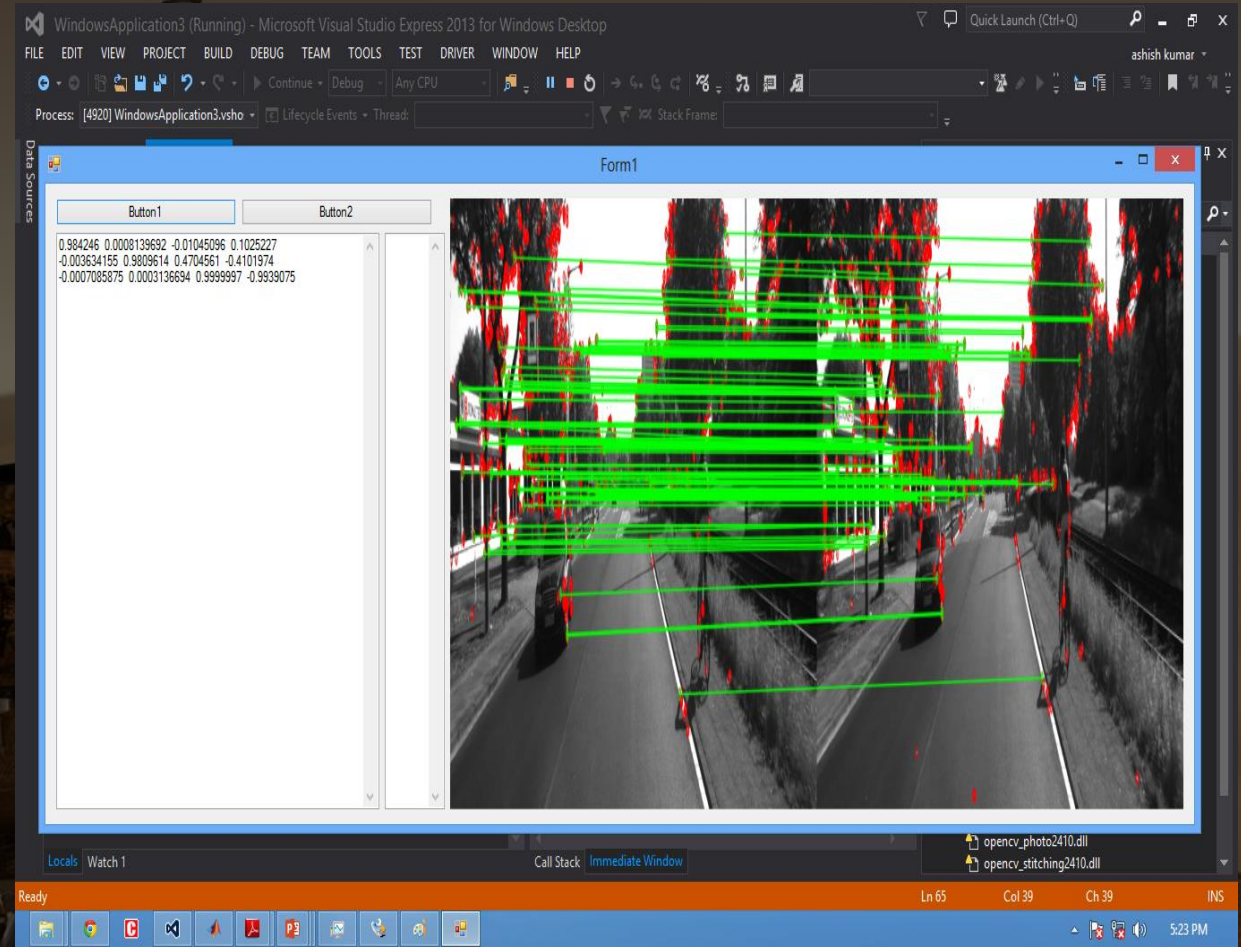 WindowsApplication3 (Running) - Microsoft Visual Studio Express 2013 for Windows Desktop
Quick Launch (Ctrl+Q)
FILE EDIT VIEW PROJECT BUILD DEBUG TEAM TOOLS TEST DRIVER WINDOW HELP
ashish kumar
Continue Debug Any CPU
Process: [4920] WindowsApplication3.vsho Lifecycle Events Thread: Stack Frame:
Data Sources
Form1
Button1 Button2
0.984246 0.0008139692 -0.01045096 0.1025227
-0.003634155 0.9809614 0.4704561 -0.4101974
-0.0007085875 0.0003136694 0.9999997 -0.9939075
opencv_photo2410.dll
opencv_stitching2410.dll
Locals Watch 1 Call Stack Immediate Window
Ready Ln 65 Col 39 Ch 39 INS
5:23 PM